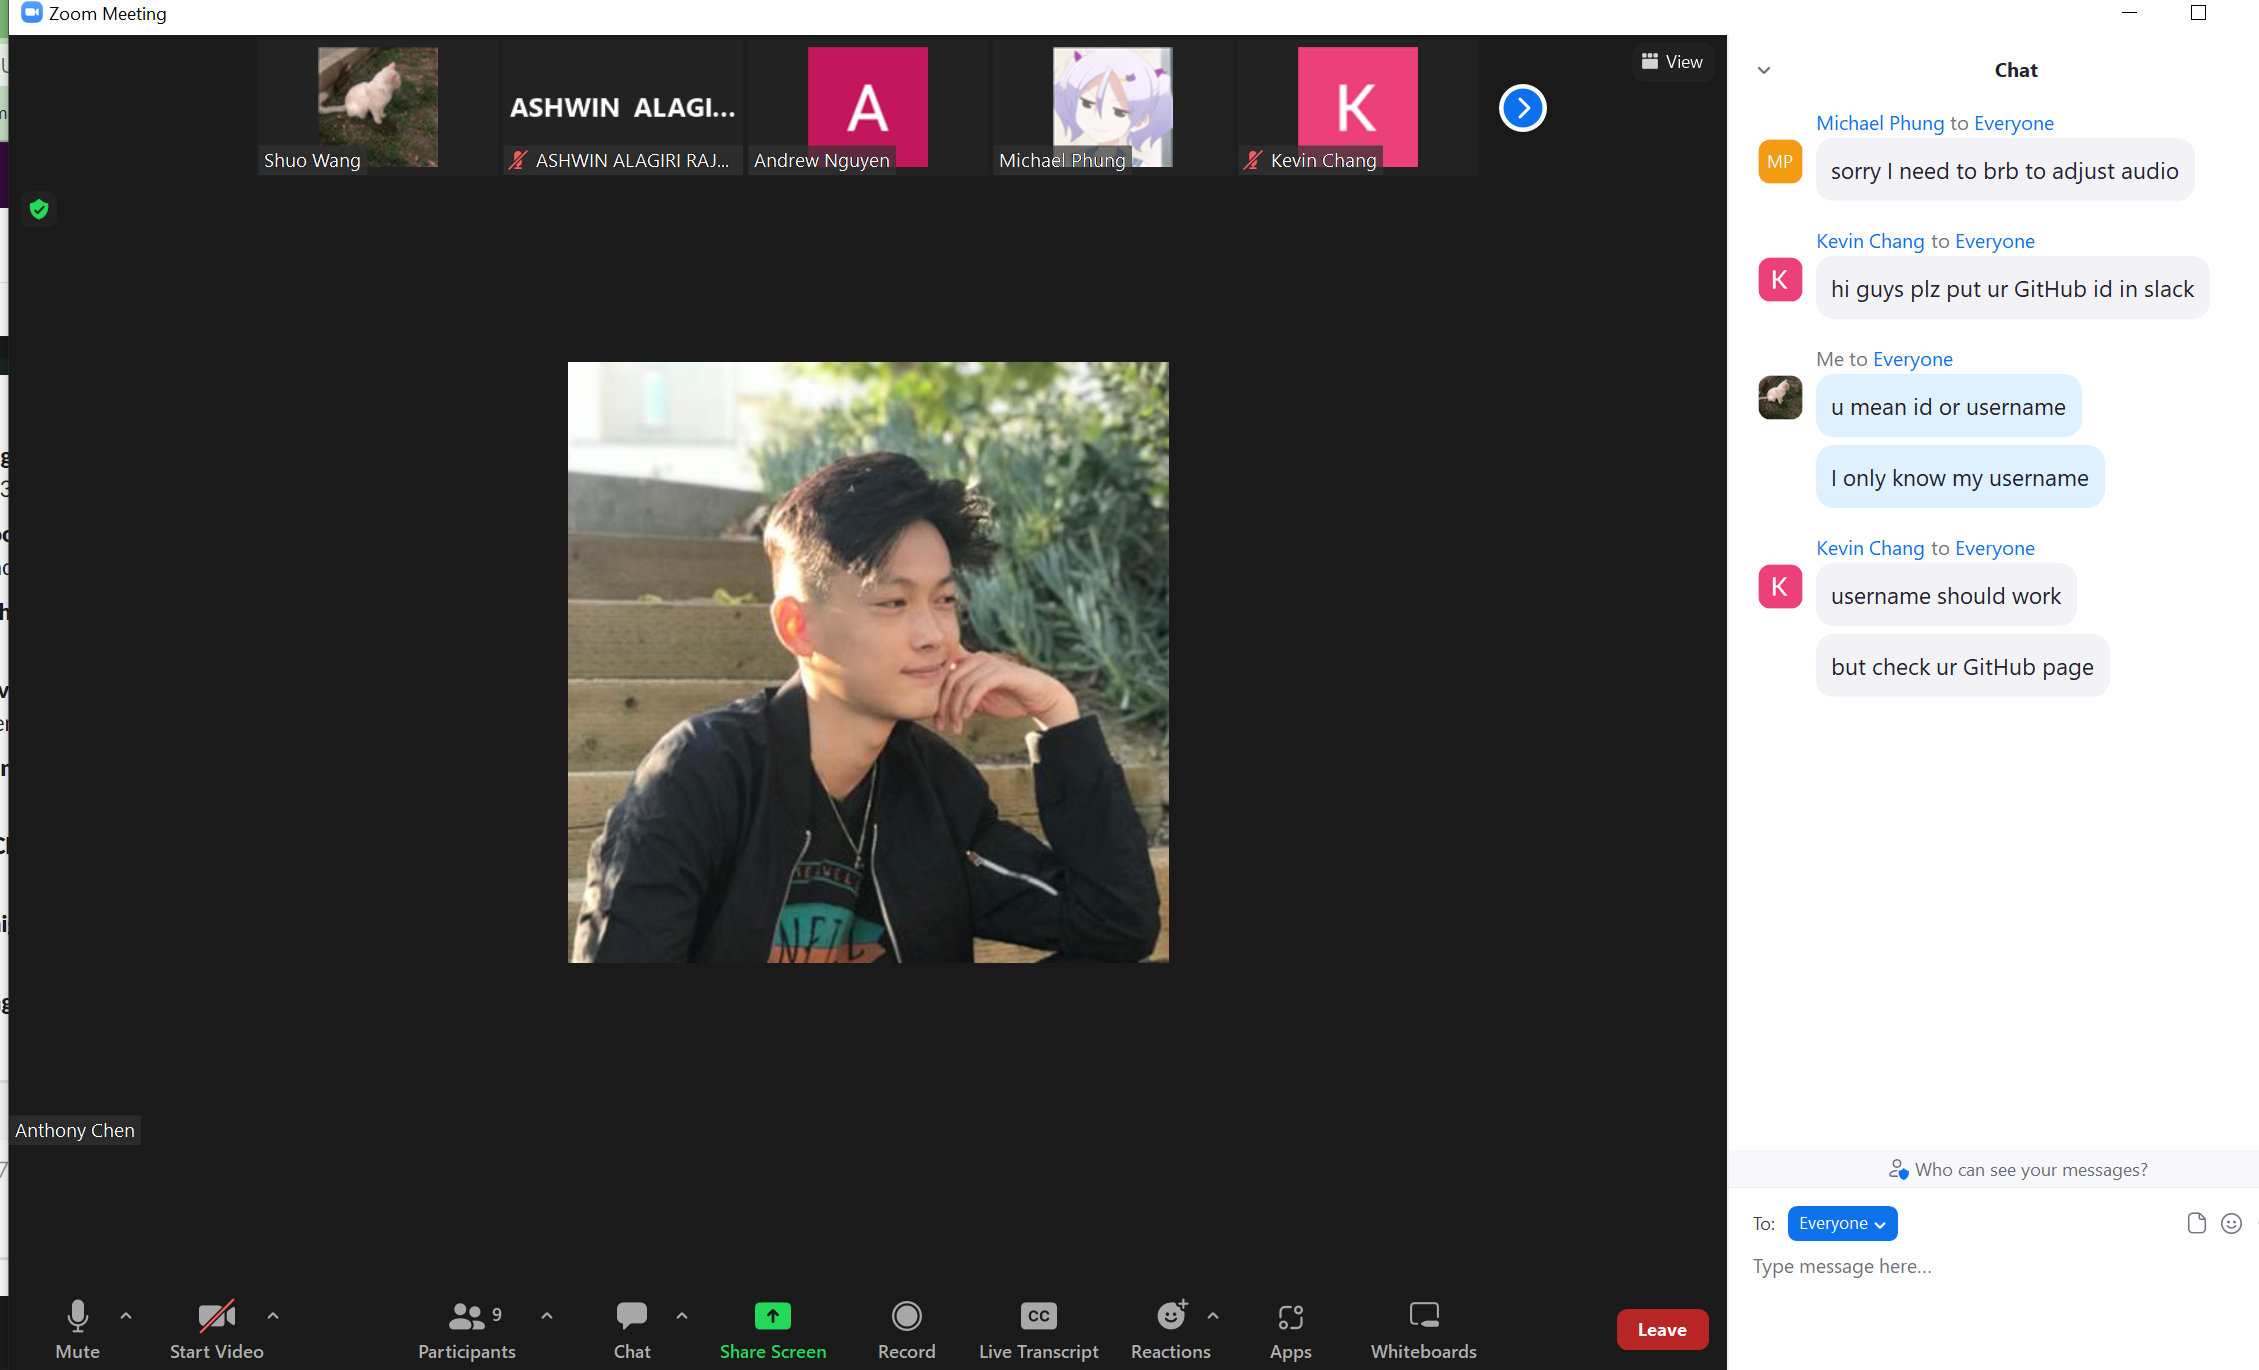 Zoom Meeting
Shuo Wang
ASHWIN ALAGI...
ASHWIN ALAGIRI RAJ...
A
Andrew Nguyen
Michael Phung
K
Kevin Chang
View
Anthony Chen
Mute
Start Video
9
Participants
Chat
Share Screen
Record
CC
Live Transcript
Reactions
Apps
Whiteboards
Leave
Chat
Michael Phung to Everyone
MP
sorry I need to brb to adjust audio
Kevin Chang to Everyone
K
hi guys plz put ur GitHub id in slack
Me to Everyone
u mean id or username
I only know my username
Kevin Chang to Everyone
K
username should work
but check ur GitHub page
Who can see your messages?
To: Everyone
Type message here...